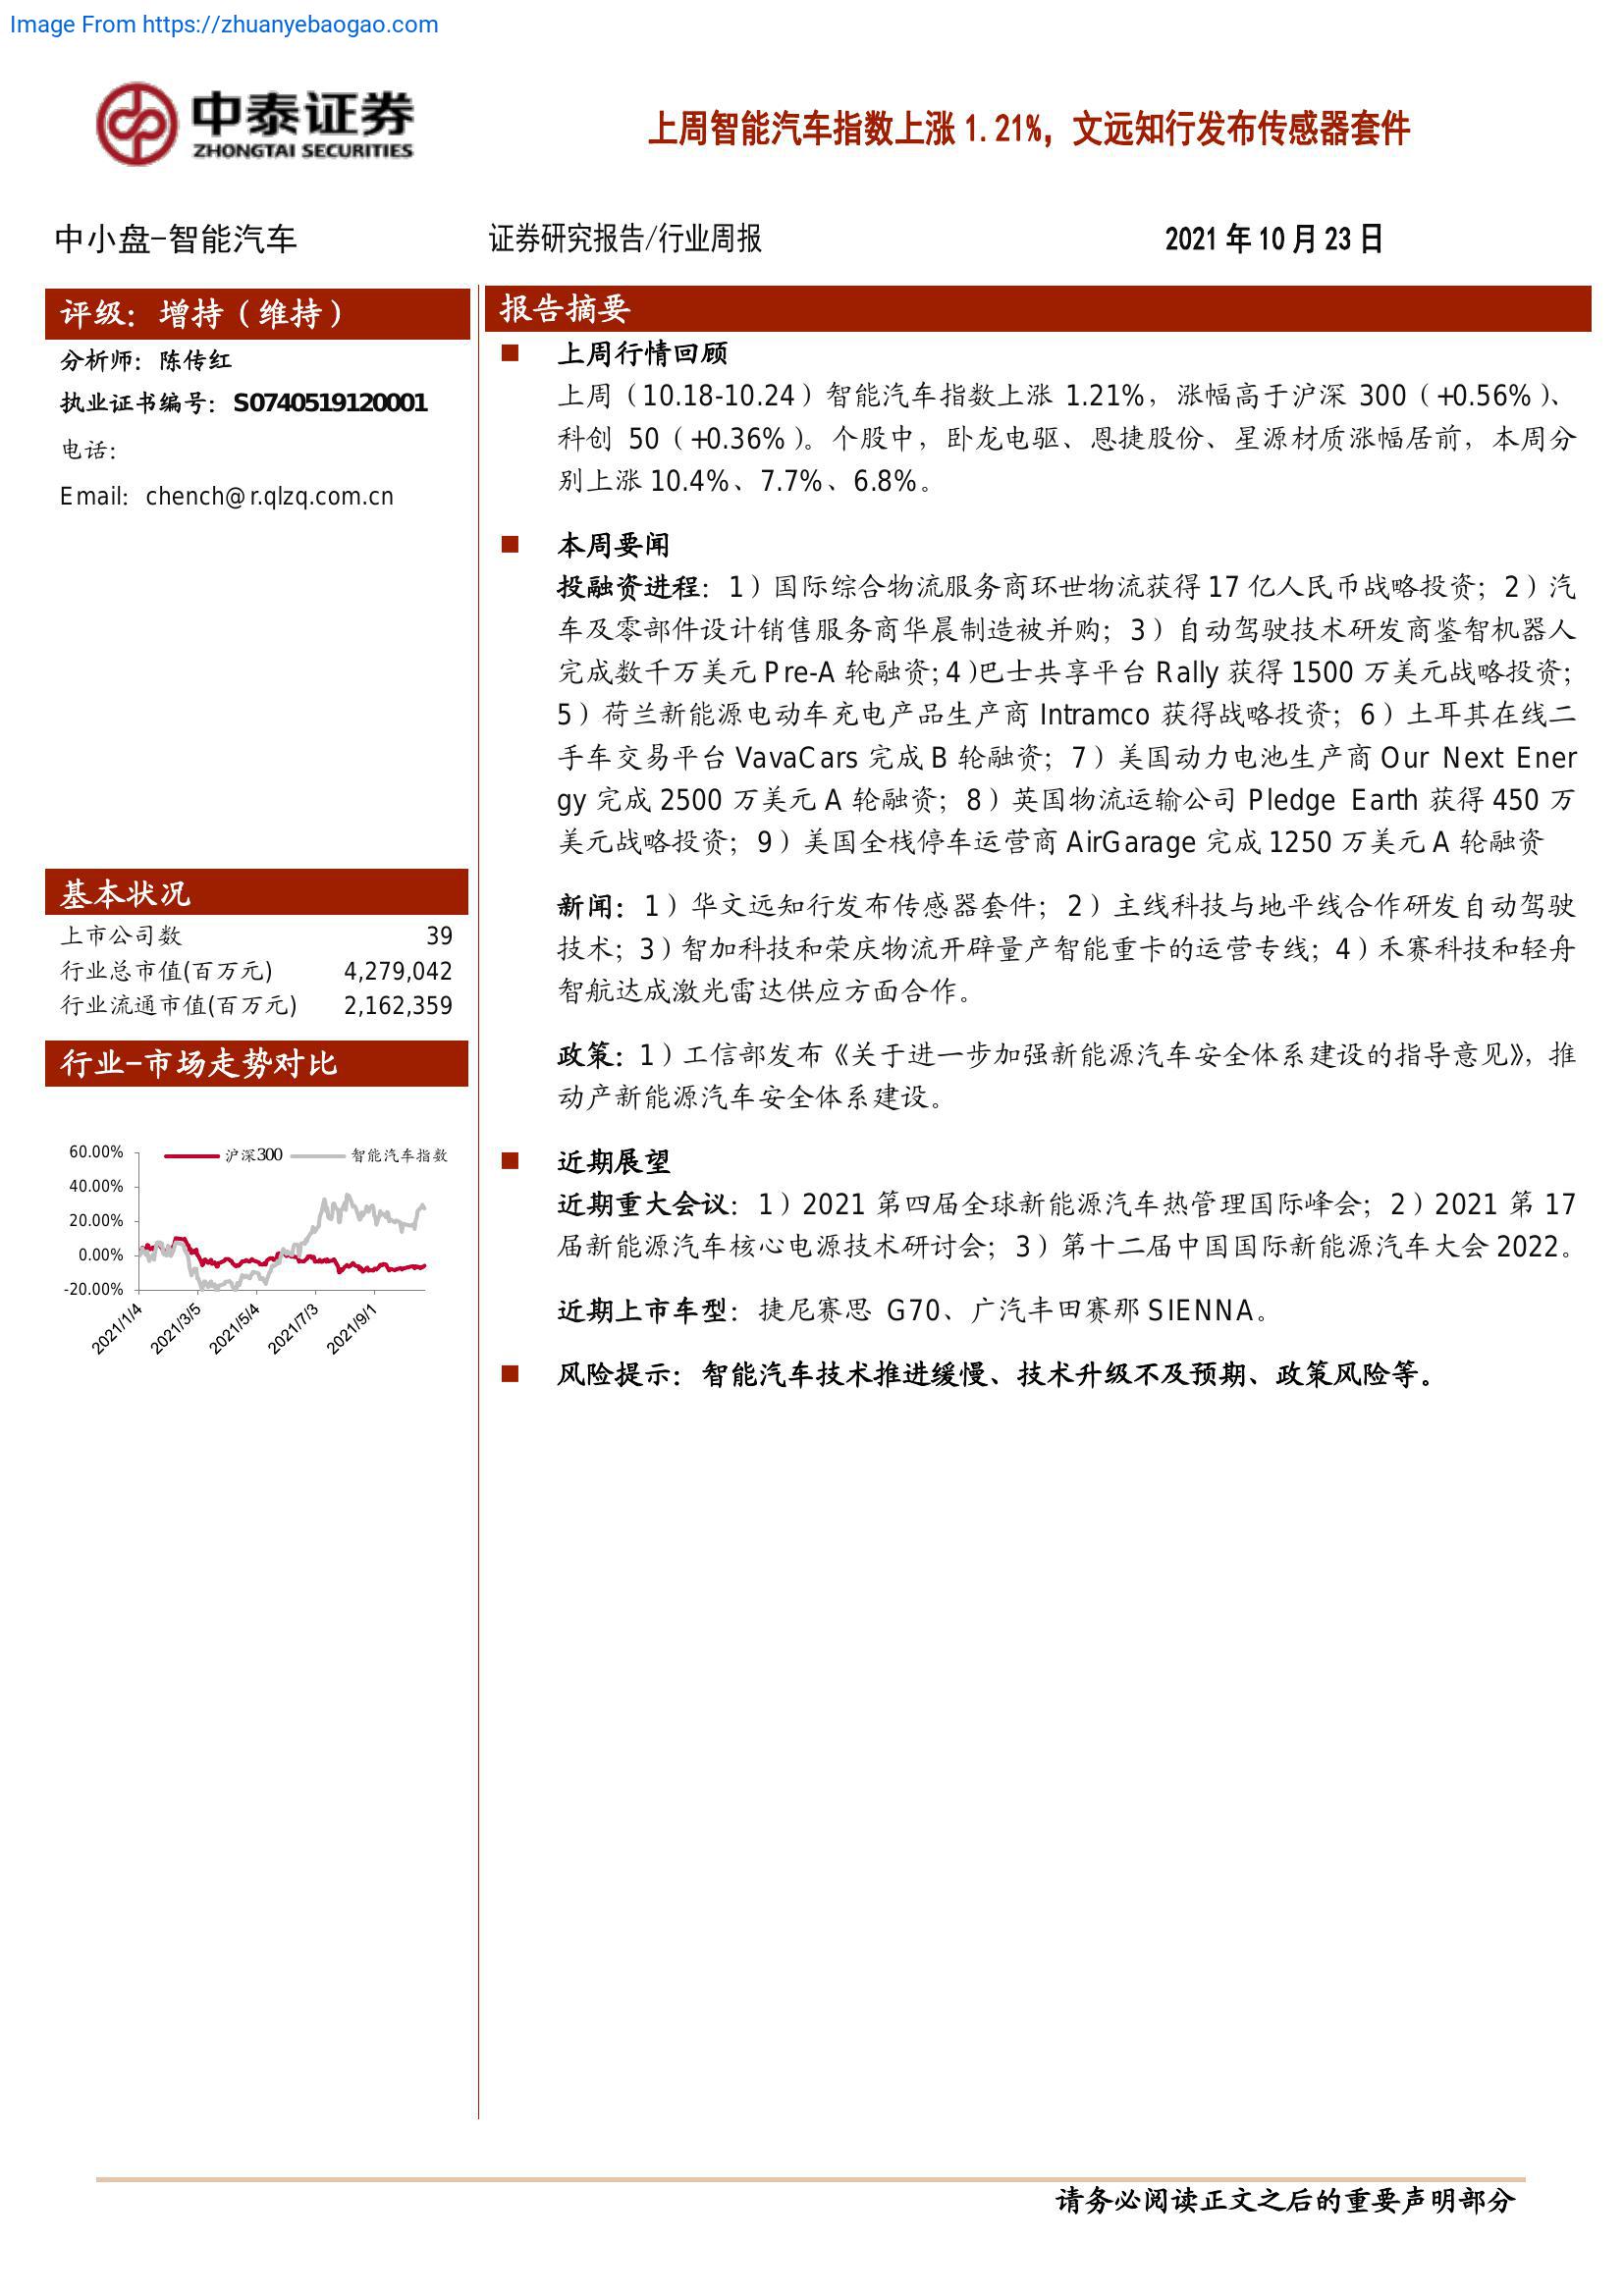 Image From https://zhuanyebaogao.com
中泰证券
ZHONGTAI SECURITIES
上周智能汽车指数上涨 1.21%，文远知行发布传感器套件
中小盘-智能汽车
证券研究报告/行业周报
2021 年 10 月 23 日
评级：增持（维持）
分析师：陈传红
执业证书编号：S0740519120001
电话：
Email：chench@r.qlzq.com.cn
基本状况
上市公司数 39
行业总市值(百万元) 4,279,042
行业流通市值(百万元) 2,162,359
行业-市场走势对比
沪深300 智能汽车指数
60.00%
40.00%
20.00%
0.00%
-20.00%
2021/1/4 2021/3/5 2021/5/4 2021/7/3 2021/9/1
报告摘要
上周行情回顾
上周（10.18-10.24）智能汽车指数上涨 1.21%，涨幅高于沪深 300（+0.56%）、
科创 50（+0.36%）。个股中，卧龙电驱、恩捷股份、星源材质涨幅居前，本周分
别上涨 10.4%、7.7%、6.8%。
本周要闻
投融资进程：1）国际综合物流服务商环世物流获得 17 亿人民币战略投资；2）汽
车及零部件设计销售服务商华晨制造被并购；3）自动驾驶技术研发商鉴智机器人
完成数千万美元 Pre-A 轮融资；4)巴士共享平台 Rally 获得 1500 万美元战略投资；
5）荷兰新能源电动车充电产品生产商 Intramco 获得战略投资；6）土耳其在线二
手车交易平台 VavaCars 完成 B 轮融资；7）美国动力电池生产商 Our Next Ener
gy 完成 2500 万美元 A 轮融资；8）英国物流运输公司 Pledge Earth 获得 450 万
美元战略投资；9）美国全栈停车运营商 AirGarage 完成 1250 万美元 A 轮融资
新闻：1）华文远知行发布传感器套件；2）主线科技与地平线合作研发自动驾驶
技术；3）智加科技和荣庆物流开辟量产智能重卡的运营专线；4）禾赛科技和轻舟
智航达成激光雷达供应方面合作。
政策：1）工信部发布《关于进一步加强新能源汽车安全体系建设的指导意见》，推
动产新能源汽车安全体系建设。
近期展望
近期重大会议：1）2021 第四届全球新能源汽车热管理国际峰会；2）2021 第 17
届新能源汽车核心电源技术研讨会；3）第十二届中国国际新能源汽车大会 2022。
近期上市车型：捷尼赛思 G70、广汽丰田赛那 SIENNA。
风险提示：智能汽车技术推进缓慢、技术升级不及预期、政策风险等。
请务必阅读正文之后的重要声明部分